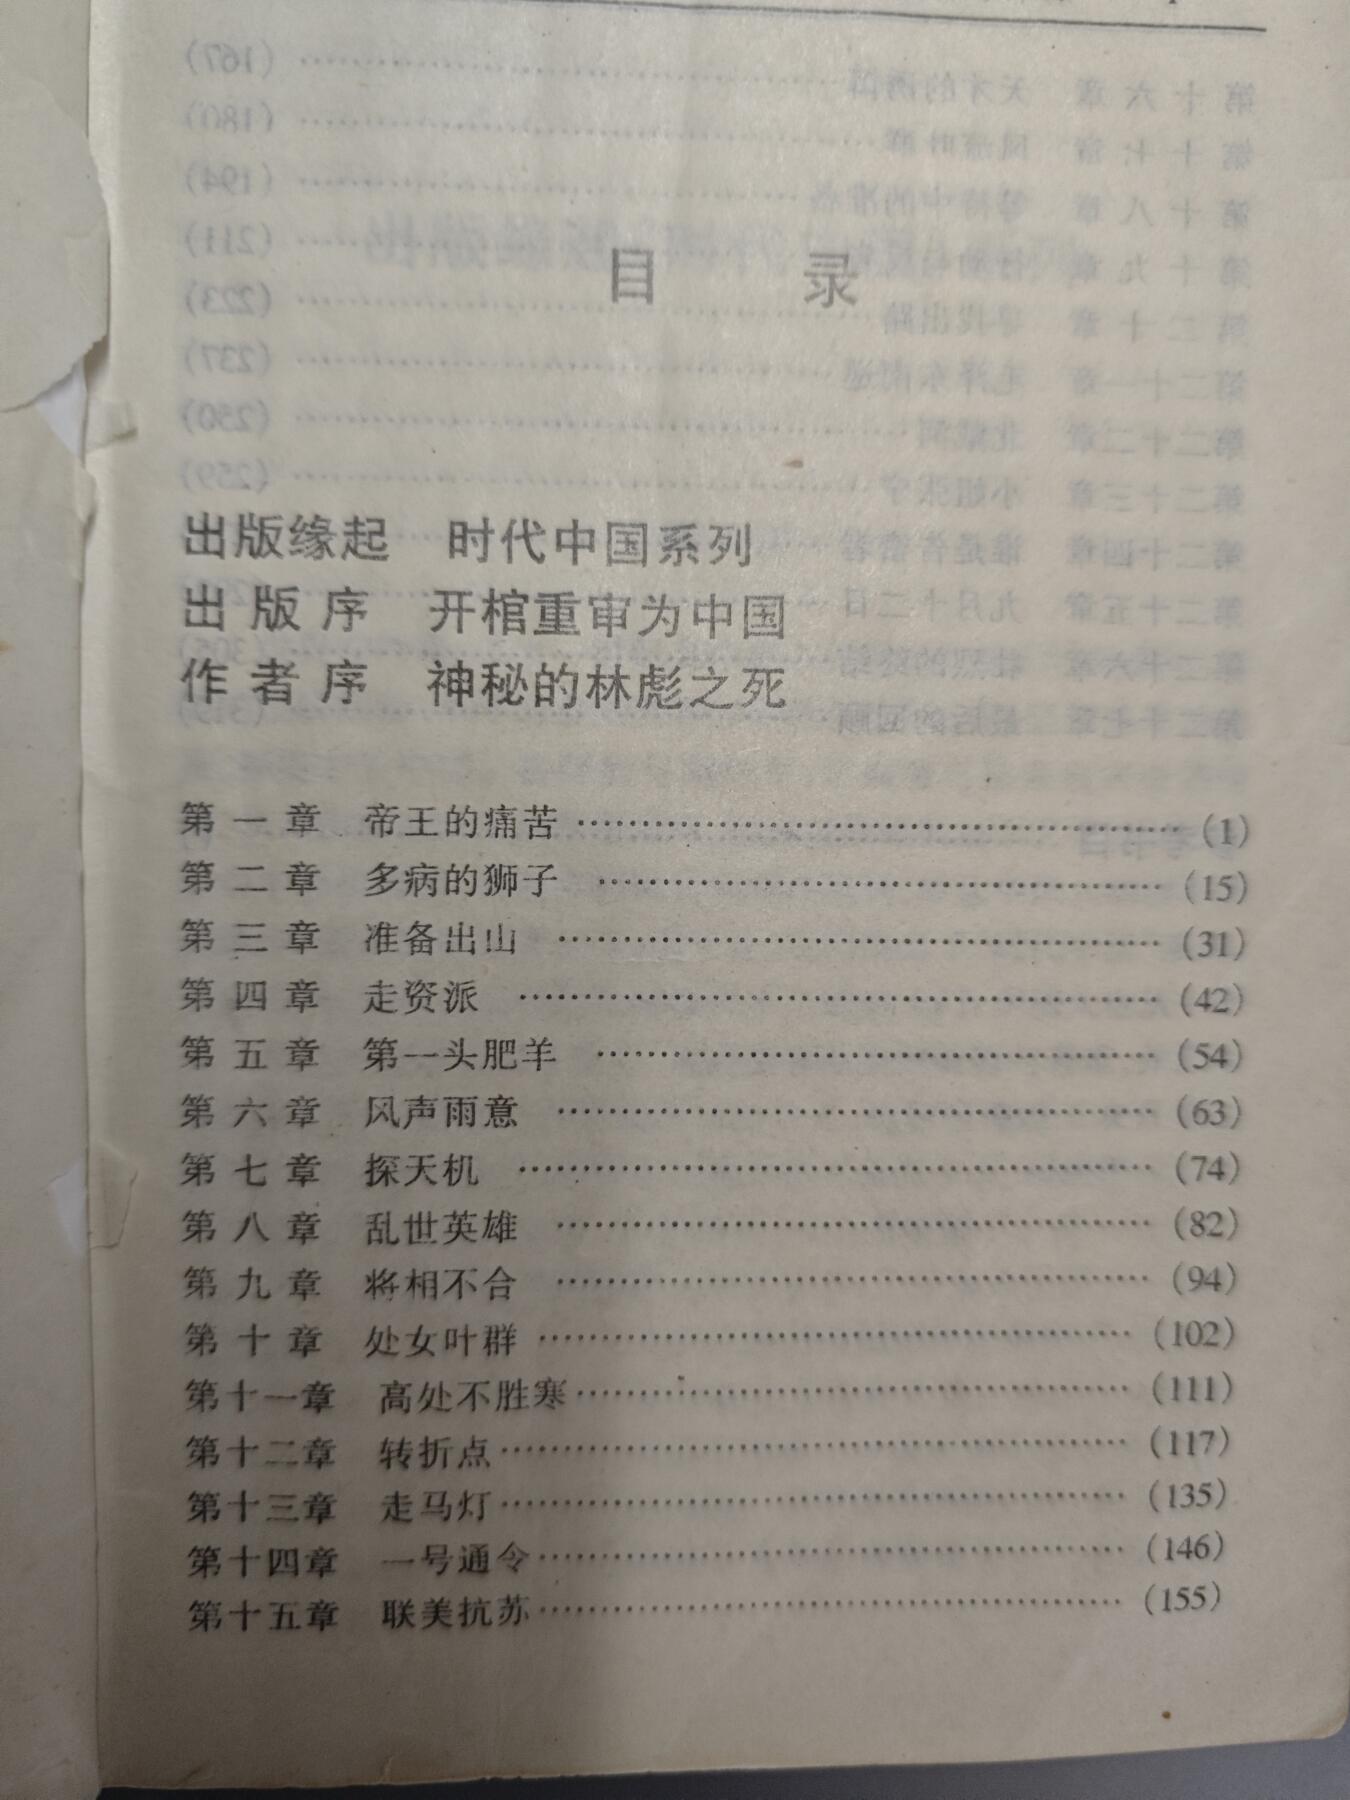 目 录
出版缘起 时代中国系列
出版序 开棺重审为中国
作者序 神秘的林彪之死
第一章 帝王的痛苦 ……………………………… (1)
第二章 多病的狮子 ……………………………… (15)
第三章 准备出山 ……………………………… (31)
第四章 走资派 ……………………………… (42)
第五章 第一头肥羊 ……………………………… (54)
第六章 风声雨意 ……………………………… (63)
第七章 探天机 ……………………………… (74)
第八章 乱世英雄 ……………………………… (82)
第九章 将相不合 ……………………………… (94)
第十章 处女叶群 ……………………………… (102)
第十一章 高处不胜寒 ……………………………… (111)
第十二章 转折点 ……………………………… (117)
第十三章 走马灯 ……………………………… (135)
第十四章 一号通令 ……………………………… (146)
第十五章 联美抗苏 ……………………………… (155)